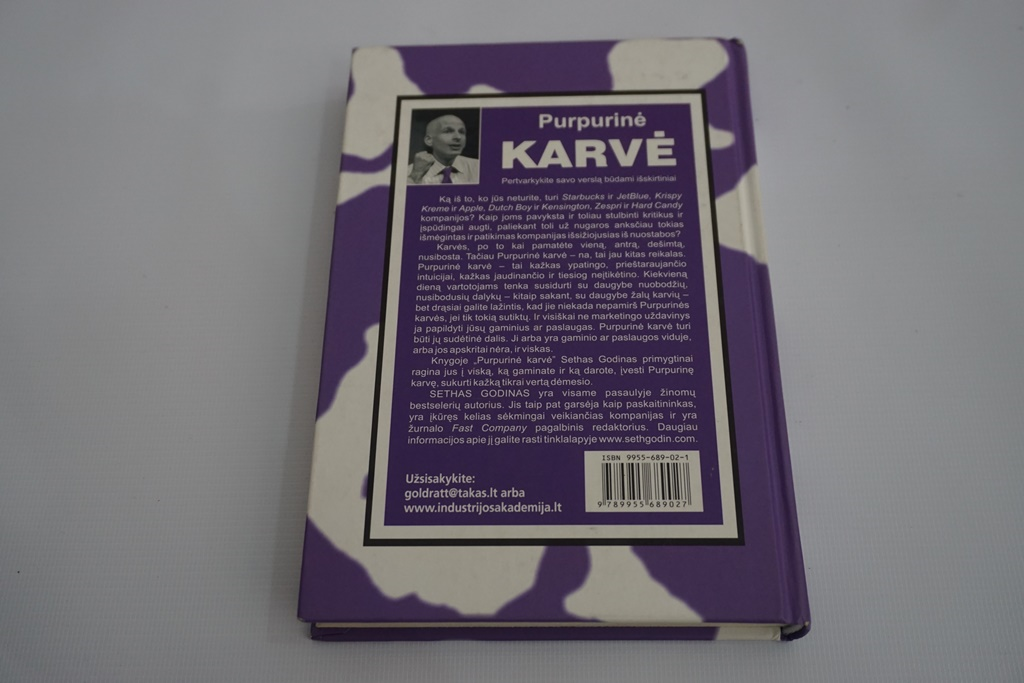 Purpurinė
KARVĖ
Pertvarkykite savo verslą būdami išskirtiniai
Ką iš to, ko jūs neturite, turi Starbucks ir JetBlue, Krispy
Kreme ir Apple, Dutch Boy ir Kensington, Zespri ir Hard Candy
kompanijos? Kaip joms pavyksta ir toliau stulbinti kritikus ir
įspūdingai augti, paliekant toli už nugaros anksčiau tokias
išmėgintas ir patikimas kompanijas išsižiojusias iš nuostabos?
Karvės, po to kai pamatėte vieną, antrą, dešimtą,
nusibosta. Tačiau Purpurinė karvė – na, tai jau kitas reikalas.
Purpurinė karvė – tai kažkas ypatingo, prieštaraujančio
intuicijai, kažkas jaudinančio ir tiesiog neįtikėtino. Kiekvieną
dieną vartotojams tenka susidurti su daugybe nuobodžių,
nusibodusių dalykų – kitaip sakant, su daugybe žalų karvių –
bet drąsiai galite lažintis, kad jie niekada nepamirš Purpurinės
karvės, jei tik tokią sutiktų. Ir visiškai ne marketingo uždavinys
ja papildyti jūsų gaminius ar paslaugas. Purpurinė karvė turi
būti jų sudėtinė dalis. Ji arba yra gaminio ar paslaugos viduje,
arba jos apskritai nėra, ir viskas.
Knygoje „Purpurinė karvė" Sethas Godinas primygtinai
ragina jus į viską, ką gaminate ir ką darote, įvesti Purpurinę
karvę, sukurti kažką tikrai vertą dėmesio.
SETHAS GODINAS yra visame pasaulyje žinomų
bestselerių autorius. Jis taip pat garsėja kaip paskaitininkas,
yra įkūręs kelias sėkmingai veikiančias kompanijas ir yra
žurnalo Fast Company pagalbinis redaktorius. Daugiau
informacijos apie jį galite rasti tinklalapyje www.sethgodin.com.
ISBN 9955-689-02-1
9 789955 689027
Užsisakykite:
goldratt@takas.lt arba
www.industrijosakademija.lt